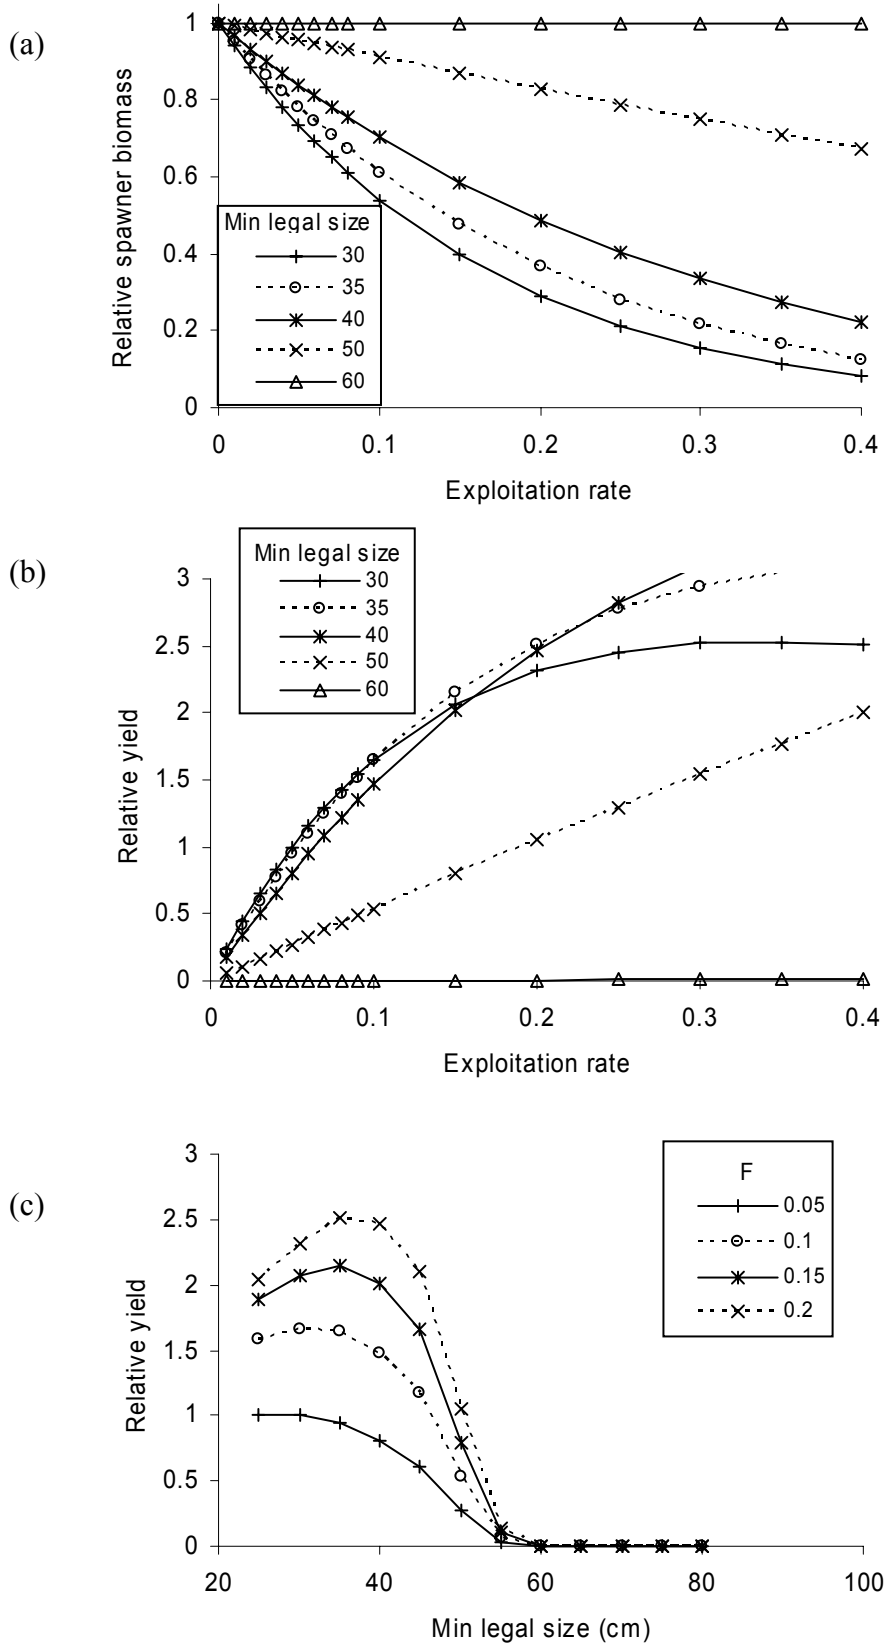 (a)
1
0.8
0.6
0.4
0.2
0
Relative spawner biomass
Min legal size
30
35
40
50
60
0 0.1 0.2 0.3 0.4
Exploitation rate
(b)
3
2.5
2
1.5
1
0.5
0
Relative yield
Min legal size
30
35
40
50
60
0 0.1 0.2 0.3 0.4
Exploitation rate
(c)
3
2.5
2
1.5
1
0.5
0
Relative yield
F
0.05
0.1
0.15
0.2
20 40 60 80 100
Min legal size (cm)